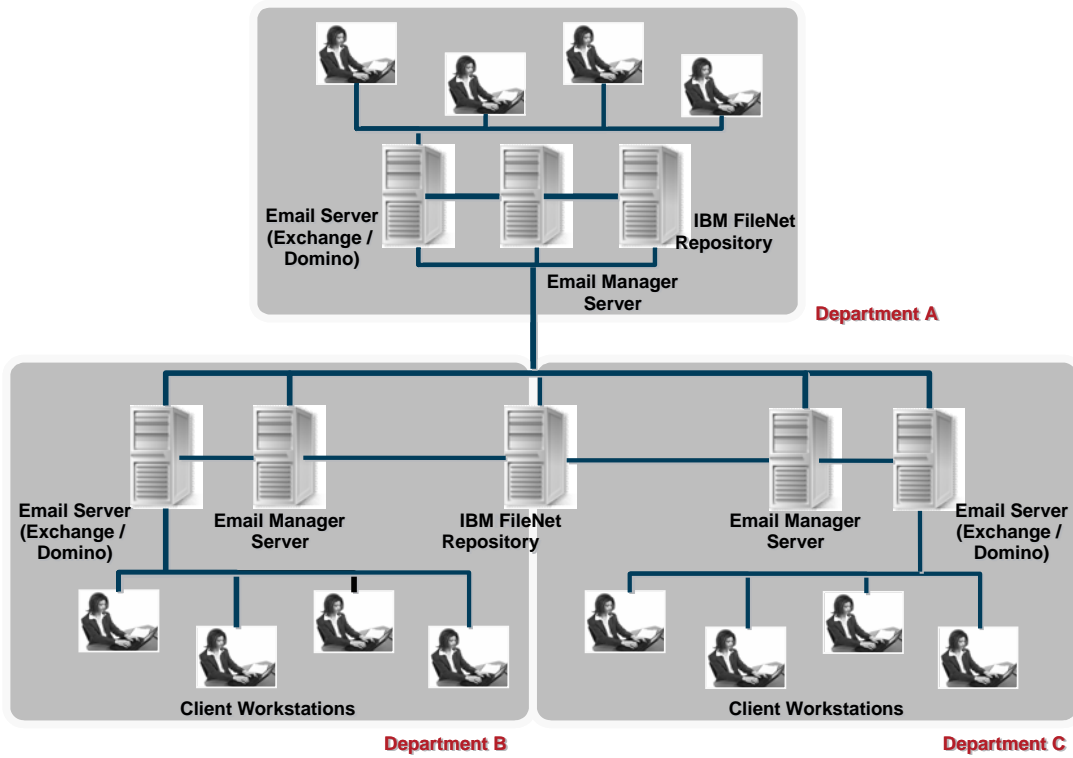 Email Server
(Exchange /
Domino)
IBM FileNet
Repository
Email Manager
Server
Department A
Email Server
(Exchange /
Domino)
Email Manager
Server
IBM FileNet
Repository
Email Manager
Server
Email Server
(Exchange /
Domino)
Client Workstations
Client Workstations
Department B
Department C